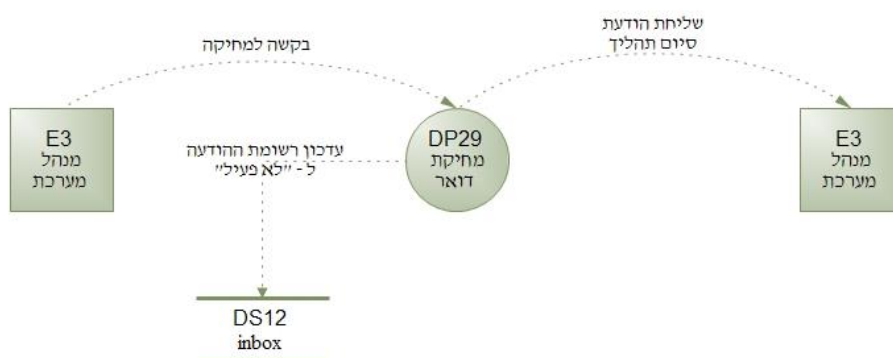 שליחת הודעת
סיום תהליך
בקשה למחיקה
E3
מנהל
מערכת
DP29
מחיקת
דואר
E3
מנהל
מערכת
עדכון רשומת ההודעה
ל - "לא פעיל"
DS12
inbox